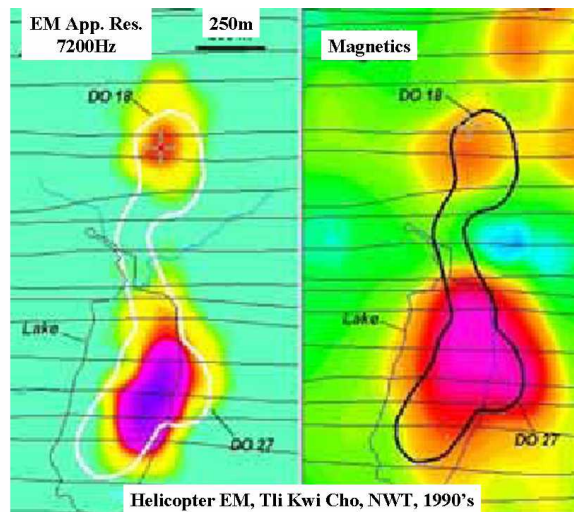 EM App. Res.
7200Hz
250m
Magnetics
DO 18
DO 18
Lake
Lake
DO 27
DO 27
Helicopter EM, Tli Kwi Cho, NWT, 1990's